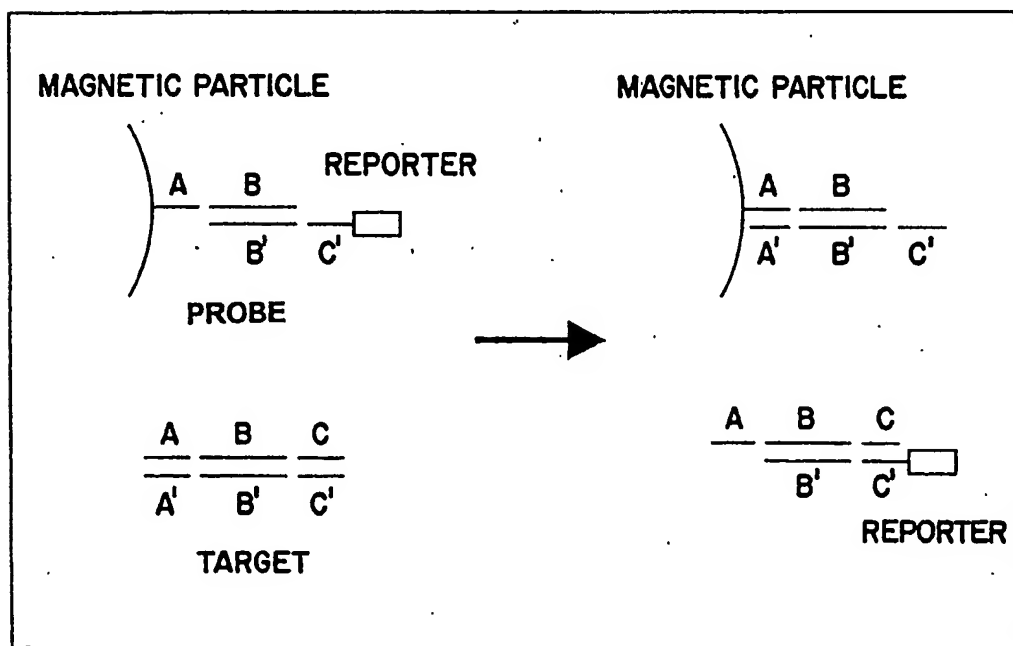 MAGNETIC PARTICLE
A B REPORTER
B' C'
PROBE
A B C
A' B' C'
TARGET
MAGNETIC PARTICLE
A B
A' B' C'
A B C
B' C'
REPORTER